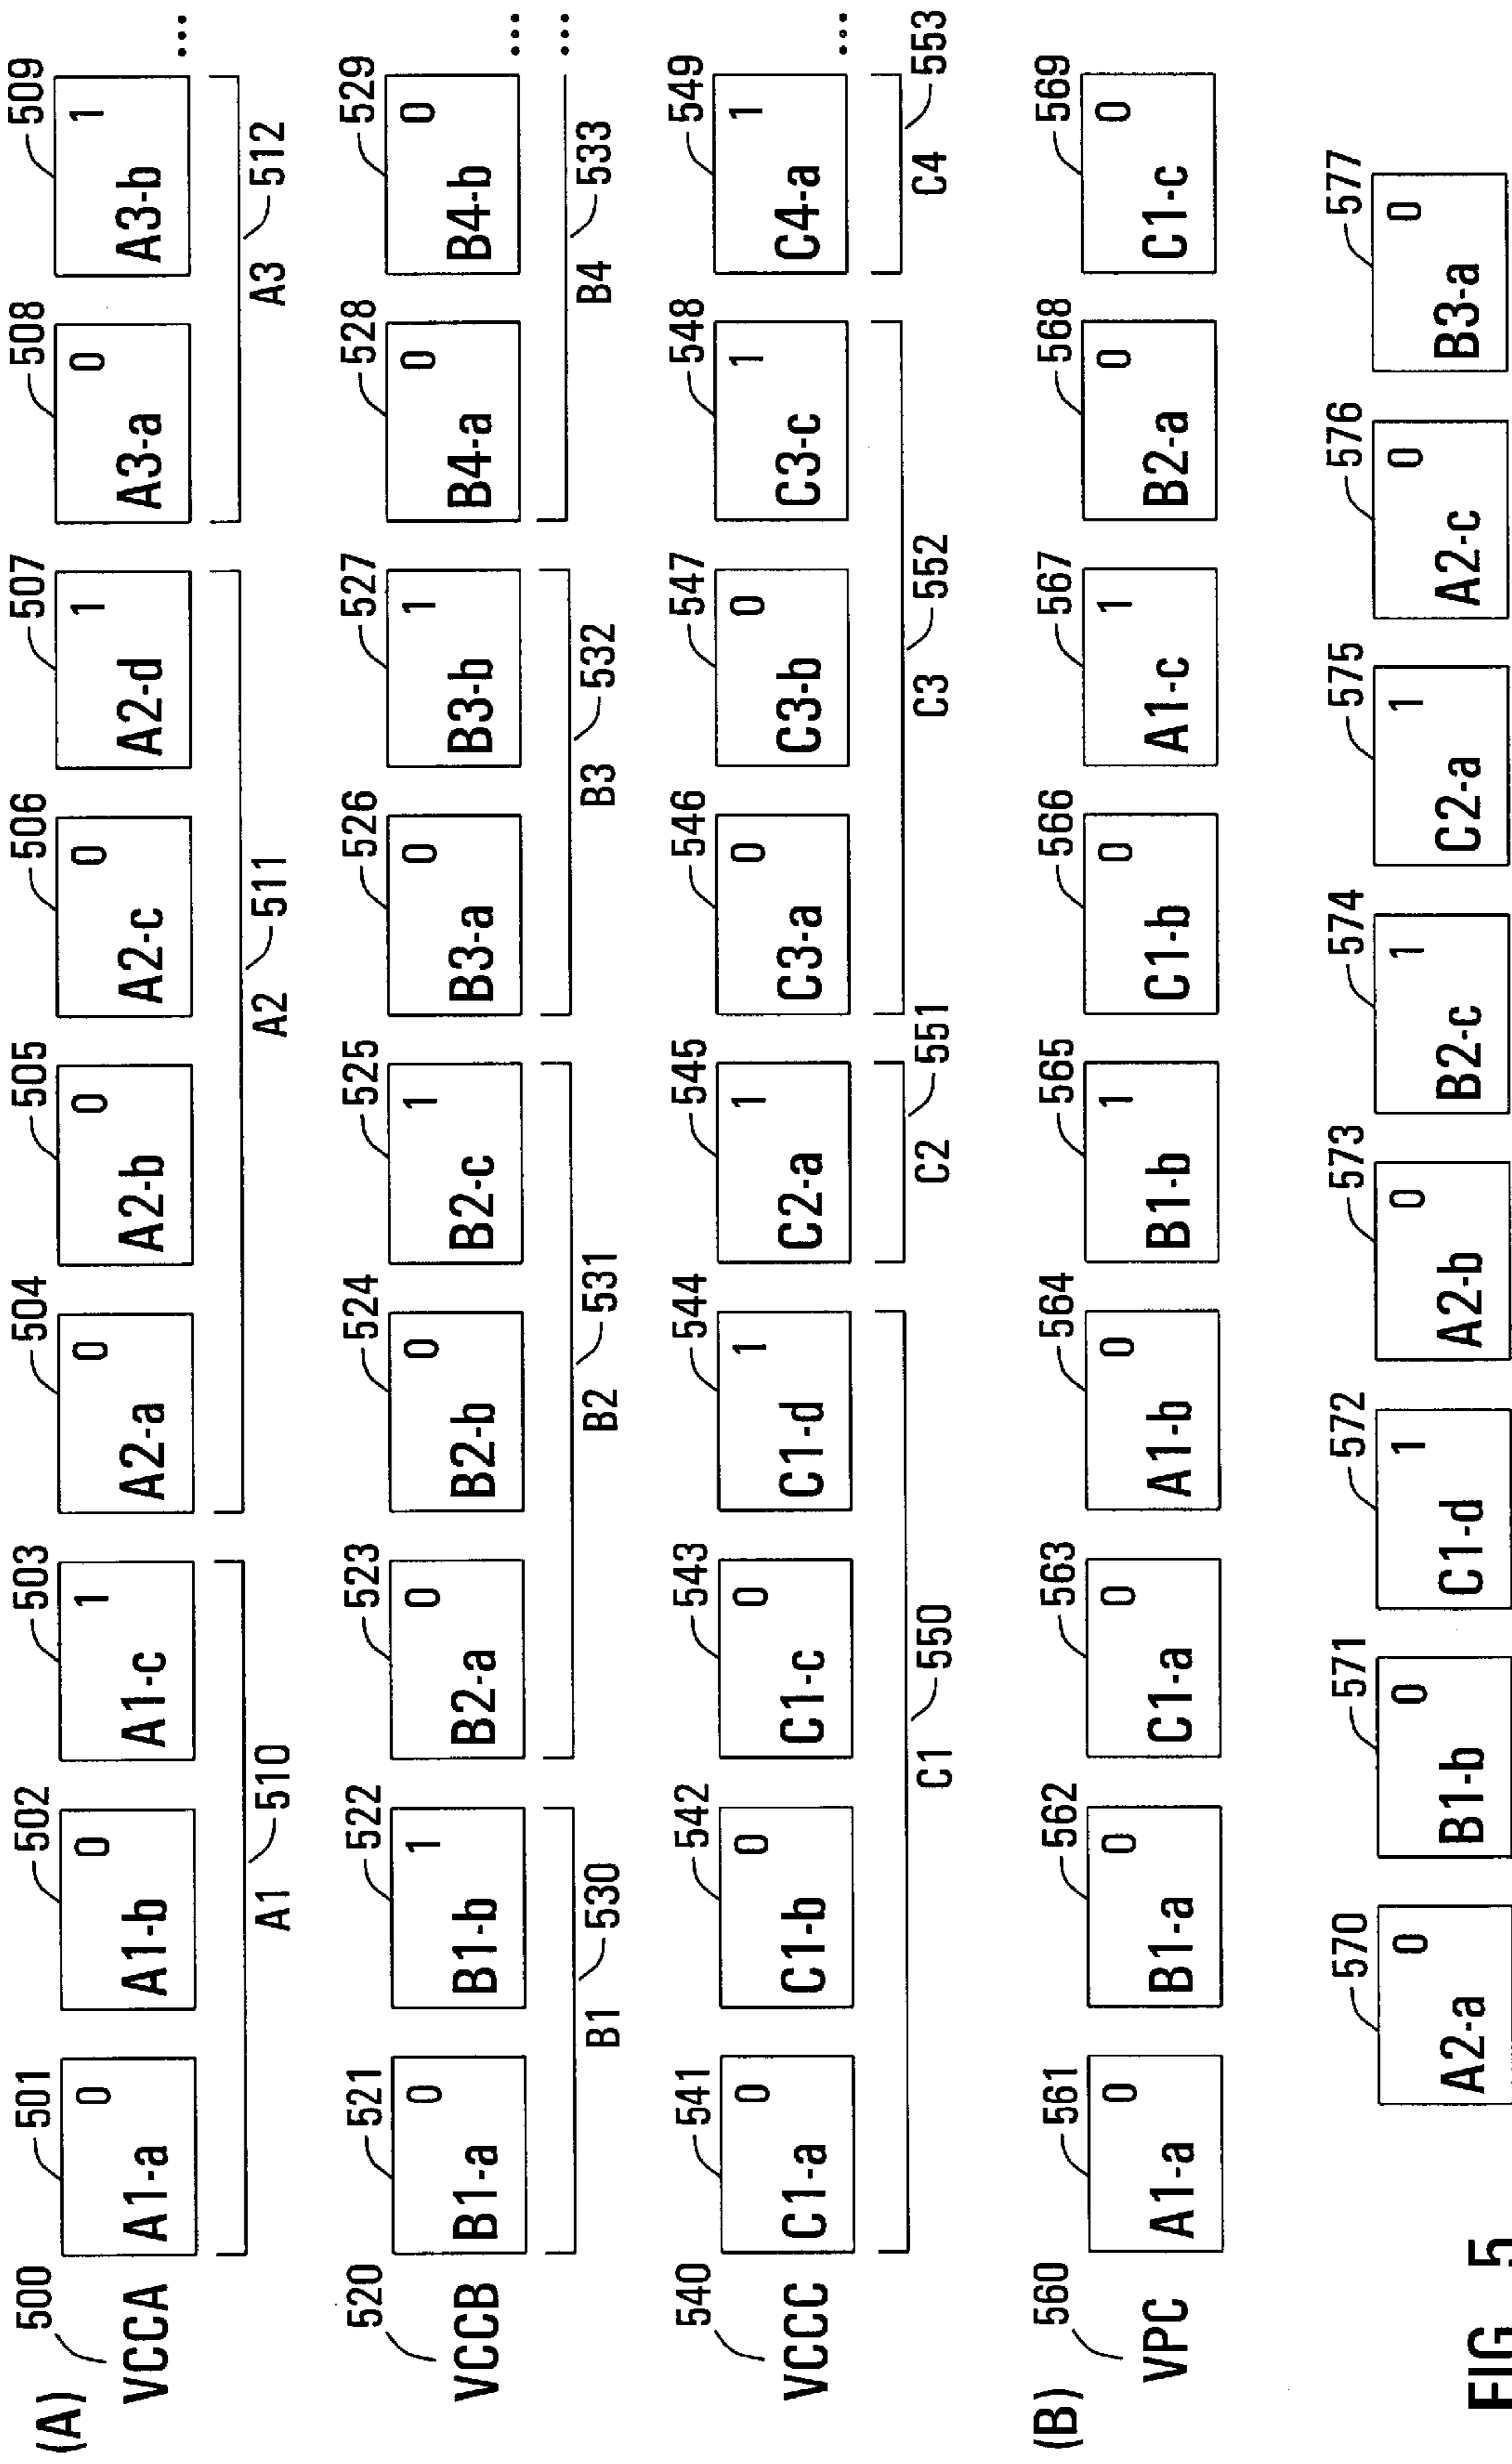 (A)
500 501 502 503 504 505 506 507 508 509
VCCA
0 0 1 0 0 0 0 1 0 1 ...
A1-a A1-b A1-c A2-a A2-b A2-c A2-d A3-a A3-b
A1 510 A2 511 A3 512
520 521 522 523 524 525 526 527 528 529
VCCB
0 1 0 0 1 0 1 0 0 ...
B1-a B1-b B2-a B2-b B2-c B3-a B3-b B4-a B4-b
...
B1 530 B2 531 B3 532 B4 533
540 541 542 543 544 545 546 547 548 549
VCCC
0 0 0 1 1 0 0 1 1 ...
C1-a C1-b C1-c C1-d C2-a C3-a C3-b C3-c C4-a
C1 550 C2 551 C3 552 C4 553
(B)
560 561 562 563 564 565 566 567 568 569
VPC
0 0 0 0 1 0 1 0 0
A1-a B1-a C1-a A1-b B1-b C1-b A1-c B2-a C1-c
570 571 572 573 574 575 576 577
0 0 1 0 1 1 0 0
A2-a B1-b C1-d A2-b B2-c C2-a A2-c B3-a
FIG. 5